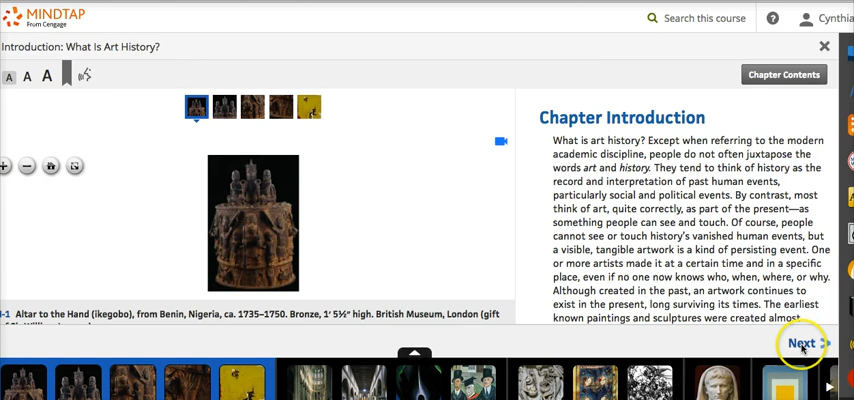 MINDTAP
From Cengage
Search this course
?
Cynthia
Introduction: What Is Art History?
A A A
Chapter Contents
Chapter Introduction
What is art history? Except when referring to the modern
academic discipline, people do not often juxtapose the
words art and history. They tend to think of history as the
record and interpretation of past human events,
particularly social and political events. By contrast, most
think of art, quite correctly, as part of the present—as
something people can see and touch. Of course, people
cannot see or touch history's vanished human events, but
a visible, tangible artwork is a kind of persisting event. One
or more artists made it at a certain time and in a specific
place, even if no one now knows who, when, where, or why.
Although created in the past, an artwork continues to
exist in the present, long surviving its times. The earliest
known paintings and sculptures were created almost
I-1 Altar to the Hand (ikegobo), from Benin, Nigeria, ca. 1735–1750. Bronze, 1' 5½" high. British Museum, London (gift
Next